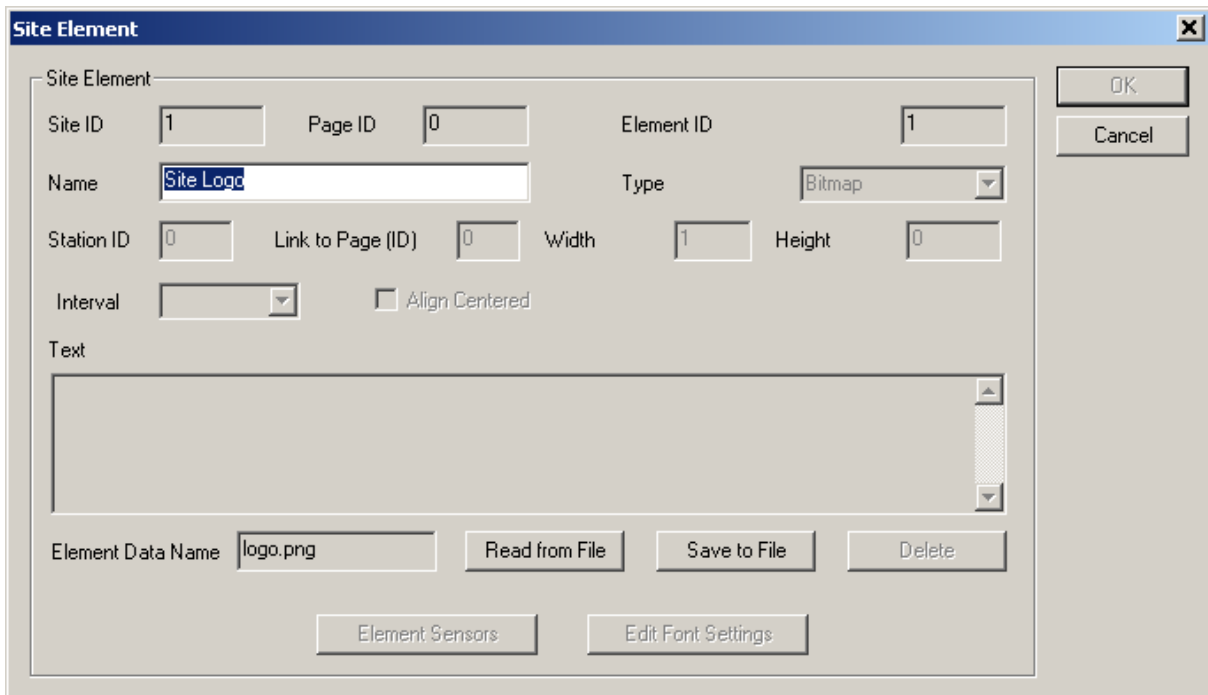 Site Element
Site Element
OK
Site ID 1 Page ID 0 Element ID 1
Cancel
Name Site Logo Type Bitmap
Station ID 0 Link to Page (ID) 0 Width 1 Height 0
Interval Align Centered
Text
Element Data Name logo.png Read from File Save to File Delete
Element Sensors Edit Font Settings